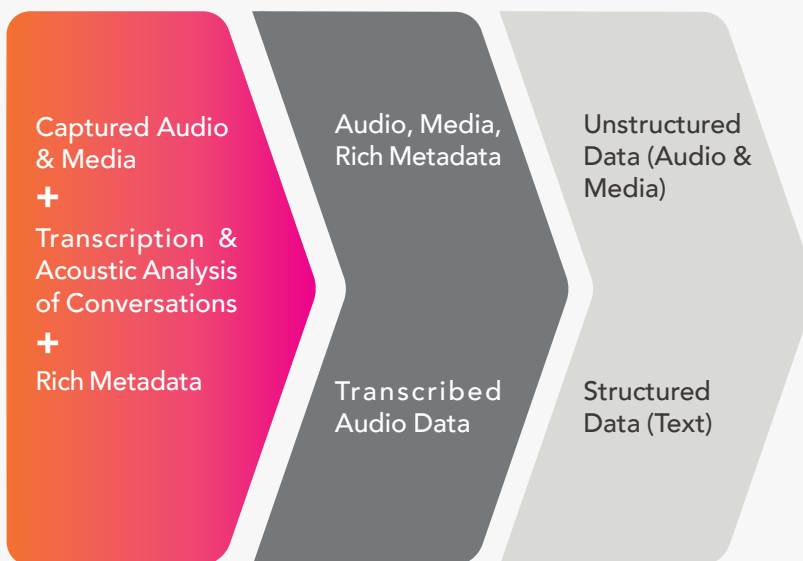 Captured Audio
& Media
+
Transcription &
Acoustic Analysis
of Conversations
+
Rich Metadata
Audio, Media,
Rich Metadata
Transcribed
Audio Data
Unstructured
Data (Audio &
Media)
Structured
Data (Text)